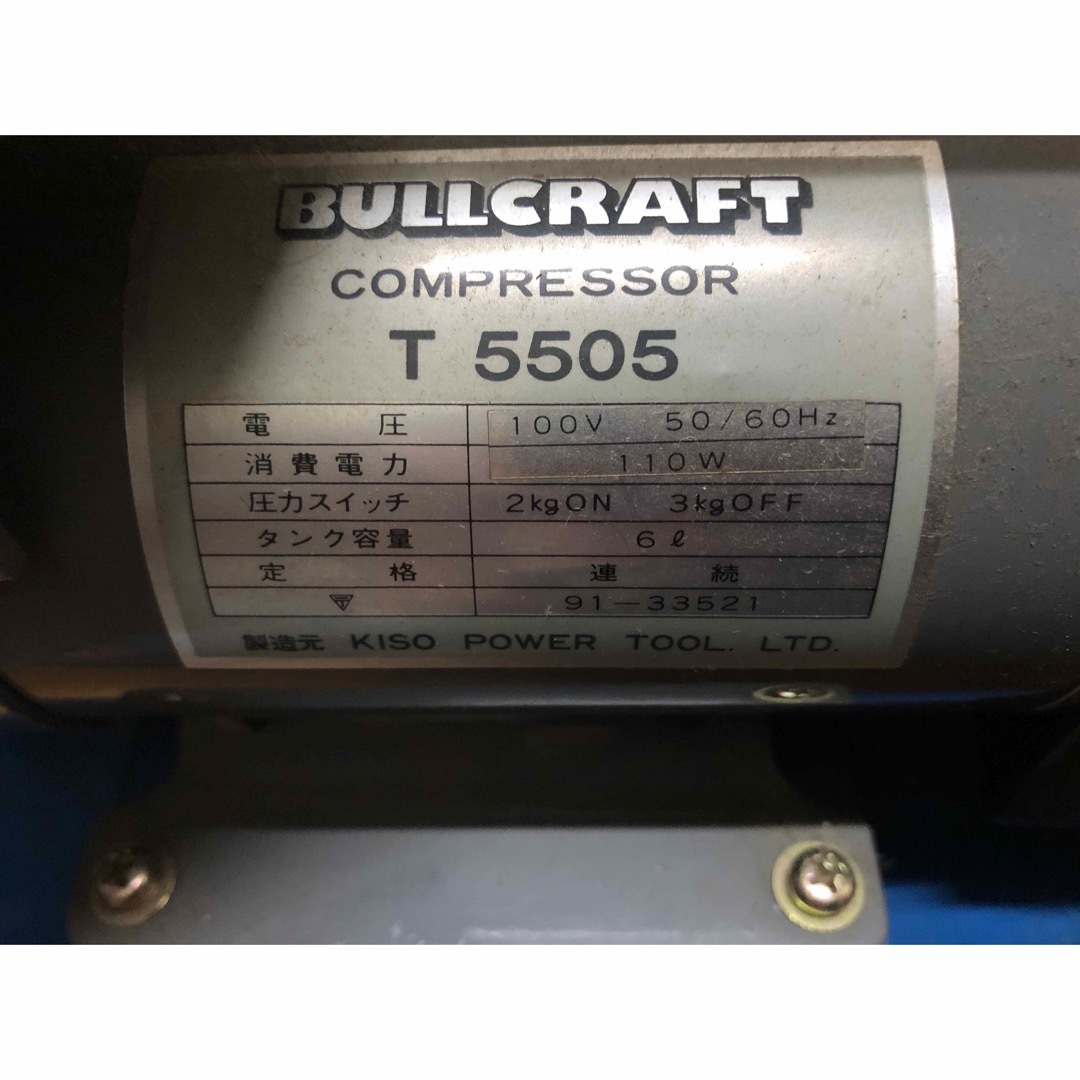 BULLCRAFT
COMPRESSOR
T 5505
電圧 100V 50/60Hz
消費電力 110W
圧力スイッチ 2kgON 3kgOFF
タンク容量 6ℓ
定格 連続
91-33521
製造元 KISO POWER TOOL. LTD.